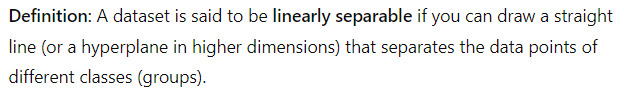 Definition: A dataset is said to be linearly separable if you can draw a straight
line (or a hyperplane in higher dimensions) that separates the data points of
different classes (groups).